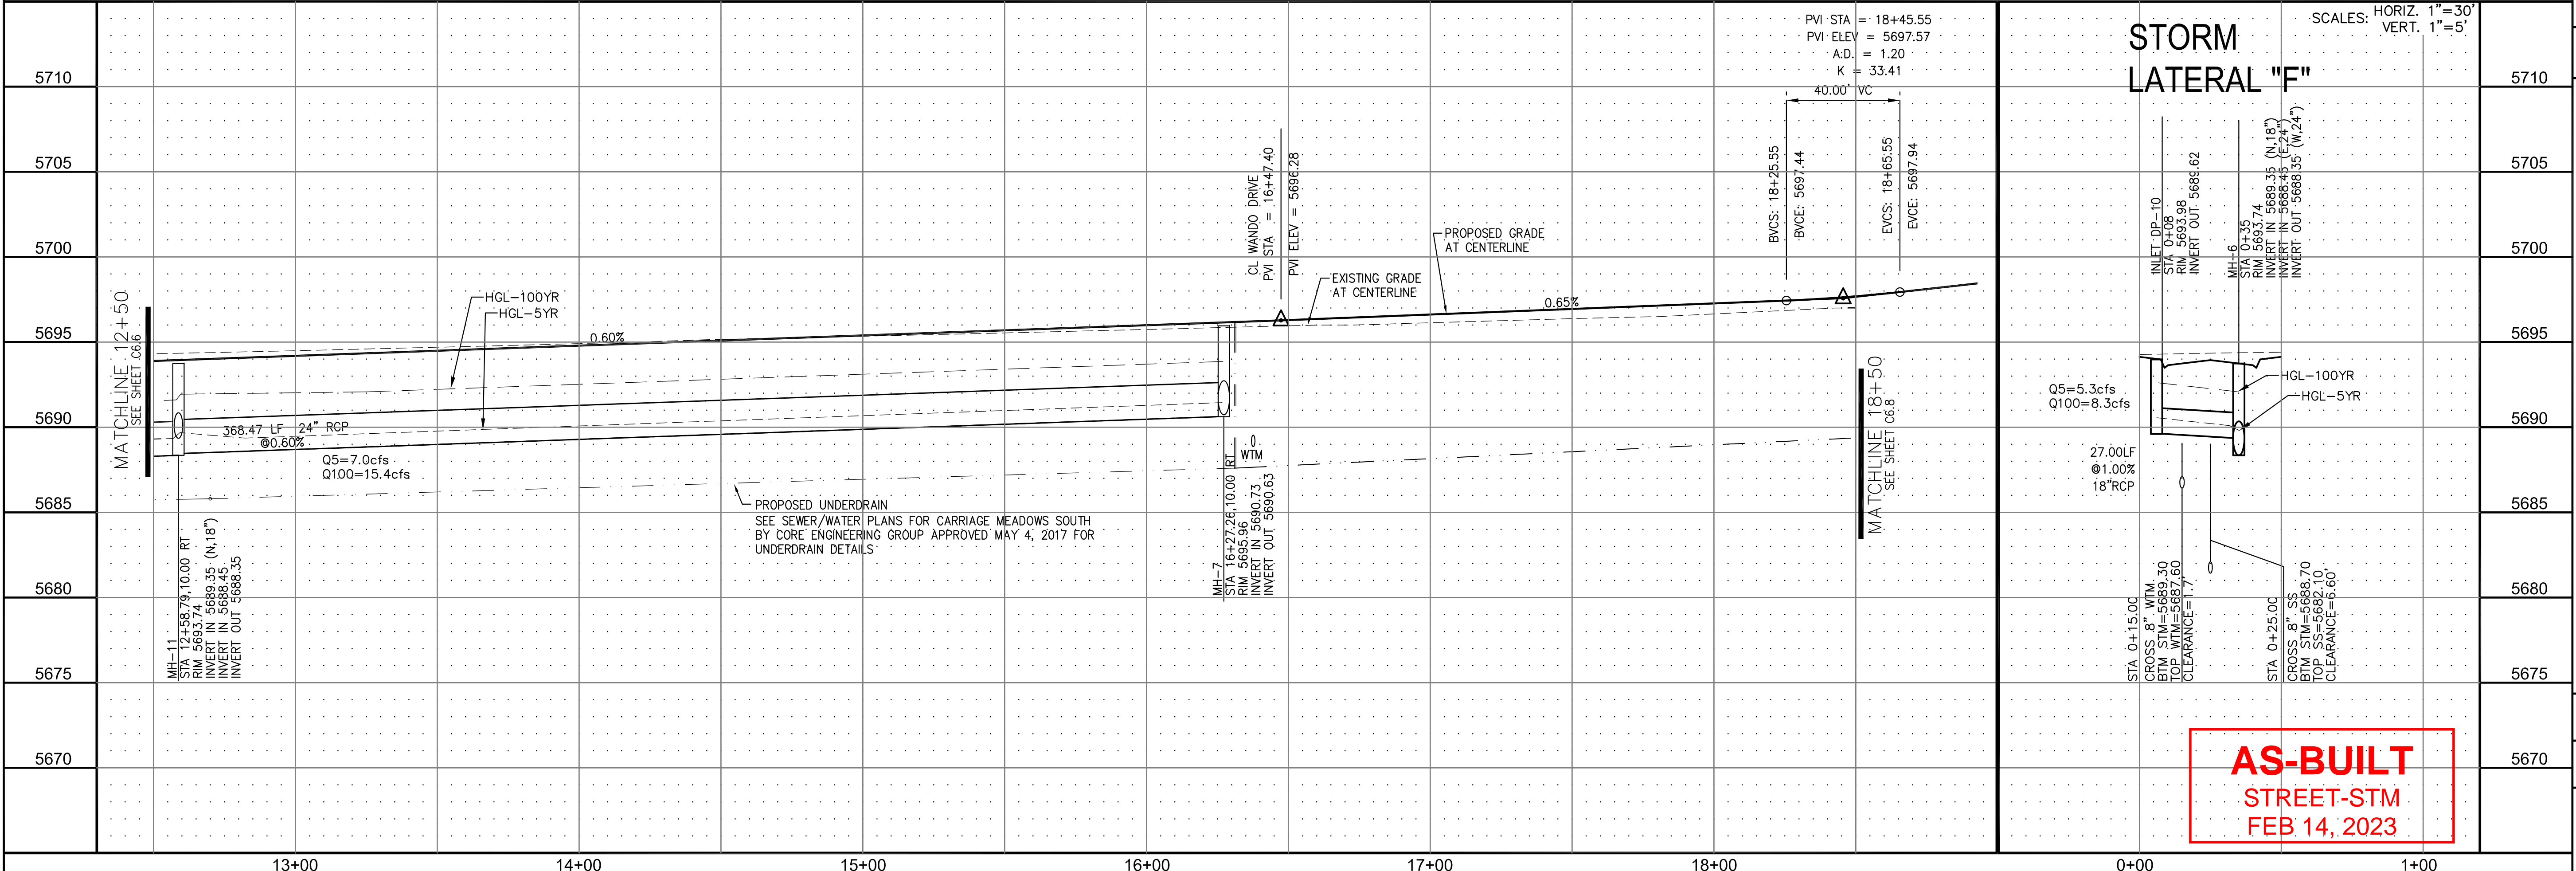 5710
5705
5700
5695
5690
5685
5680
5675
5670
MATCHLINE 12+50
SEE SHEET C6.6
HGL-100YR
HGL-5YR
0.60%
368.47 LF 24" RCP
@0.60%
Q5=7.0cfs
Q100=15.4cfs
MH-11
STA 12+58.79,10.00 RT
RIM 5693.74
INVERT IN 5689.35 (N,18")
INVERT IN 5688.45
INVERT OUT 5688.35
PROPOSED UNDERDRAIN
SEE SEWER/WATER PLANS FOR CARRIAGE MEADOWS SOUTH
BY CORE ENGINEERING GROUP APPROVED MAY 4, 2017 FOR
UNDERDRAIN DETAILS
MH-7
STA 16+27.26,10.00 RT
RIM 5695.96
INVERT IN 5690.73
INVERT OUT 5690.63
WTM
CL WANDO DRIVE
PVI STA = 16+47.40
PVI ELEV = 5696.28
EXISTING GRADE
AT CENTERLINE
PROPOSED GRADE
AT CENTERLINE
0.65%
PVI STA = 18+45.55
PVI ELEV = 5697.57
A.D. = 1.20
K = 33.41
40.00' VC
BVCS: 18+25.55
BVCE: 5697.44
EVCS: 18+65.55
EVCE: 5697.94
MATCHLINE 18+50
SEE SHEET C6.8
13+00
14+00
15+00
16+00
17+00
18+00
STORM
LATERAL "F"
SCALES: HORIZ. 1"=30'
VERT. 1"=5'
INLET DP-10
STA 0+08
RIM 5693.98
INVERT OUT 5689.62
MH-6
STA 0+35
RIM 5693.74
INVERT IN 5689.35 (N,18")
INVERT IN 5688.45 (E,24")
INVERT OUT 5688.35 (W,24")
Q5=5.3cfs
Q100=8.3cfs
HGL-100YR
HGL-5YR
27.00LF
@1.00%
18"RCP
STA 0+15.00
CROSS 8" WTM
BTM STM=5689.30
TOP WTM=5687.60
CLEARANCE=1.7'
STA 0+25.00
CROSS 8" SS
BTM STM=5688.70
TOP SS=5682.10
CLEARANCE=6.60'
5710
5705
5700
5695
5690
5685
5680
5675
5670
AS-BUILT
STREET-STM
FEB 14, 2023
0+00
1+00